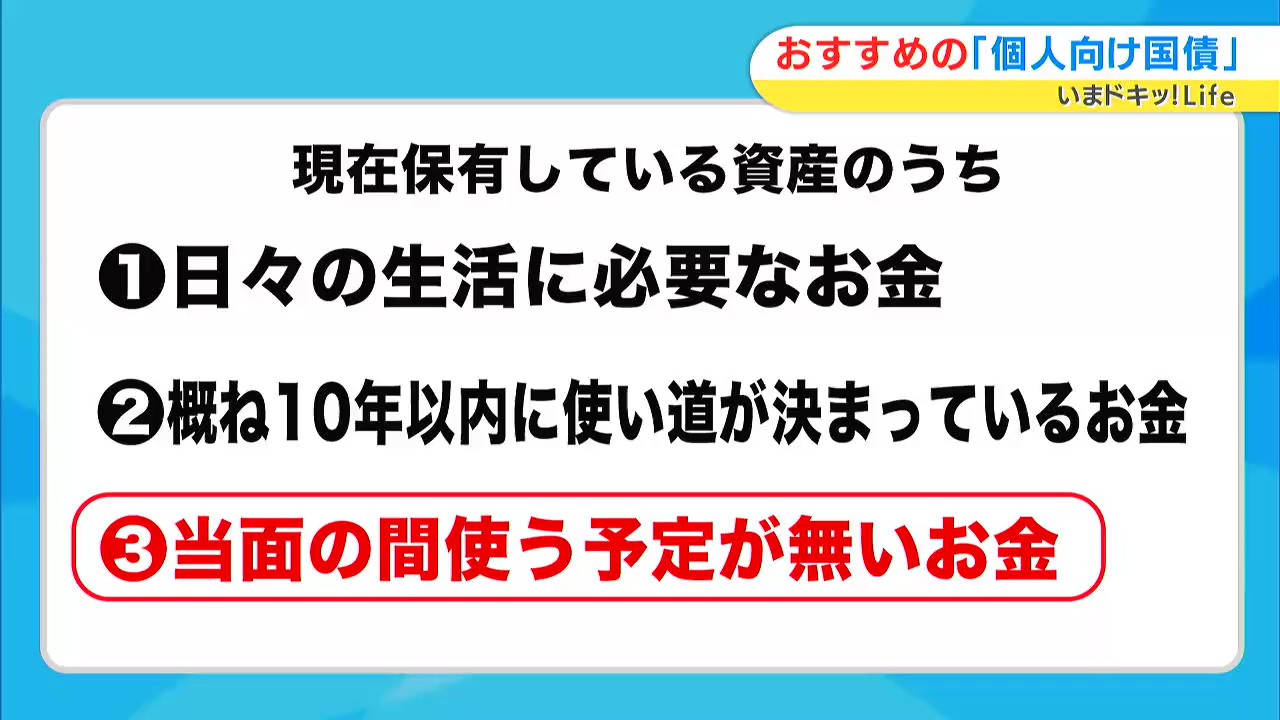 おすすめの「個人向け国債」
いまドキッ!Life
現在保有している資産のうち
❶日々の生活に必要なお金
❷概ね10年以内に使い道が決まっているお金
❸当面の間使う予定が無いお金